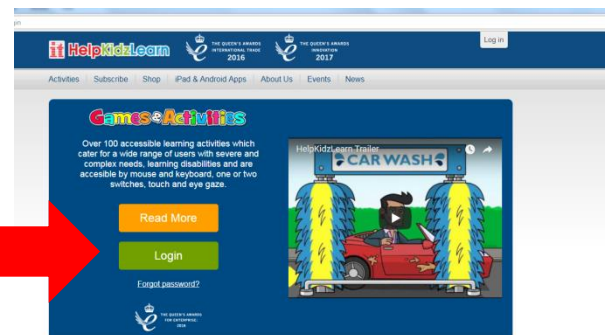 gin
HelpKidzLearn
THE QUEEN'S AWARDS
INTERNATIONAL TRADE
2016
THE QUEEN'S AWARDS
INNOVATION
2017
Log in
Activities Subscribe Shop iPad & Android Apps About Us Events News
Games & Activities
Over 100 accessible learning activities which
cater for a wide range of users with severe and
complex needs, learning disabilities and are
accesible by mouse and keyboard, one or two
switches, touch and eye gaze.
Read More
Login
Forgot password?
THE QUEEN'S AWARDS
FOR ENTERPRISE:
2016
HelpKidzLearn Trailer
CAR WASH